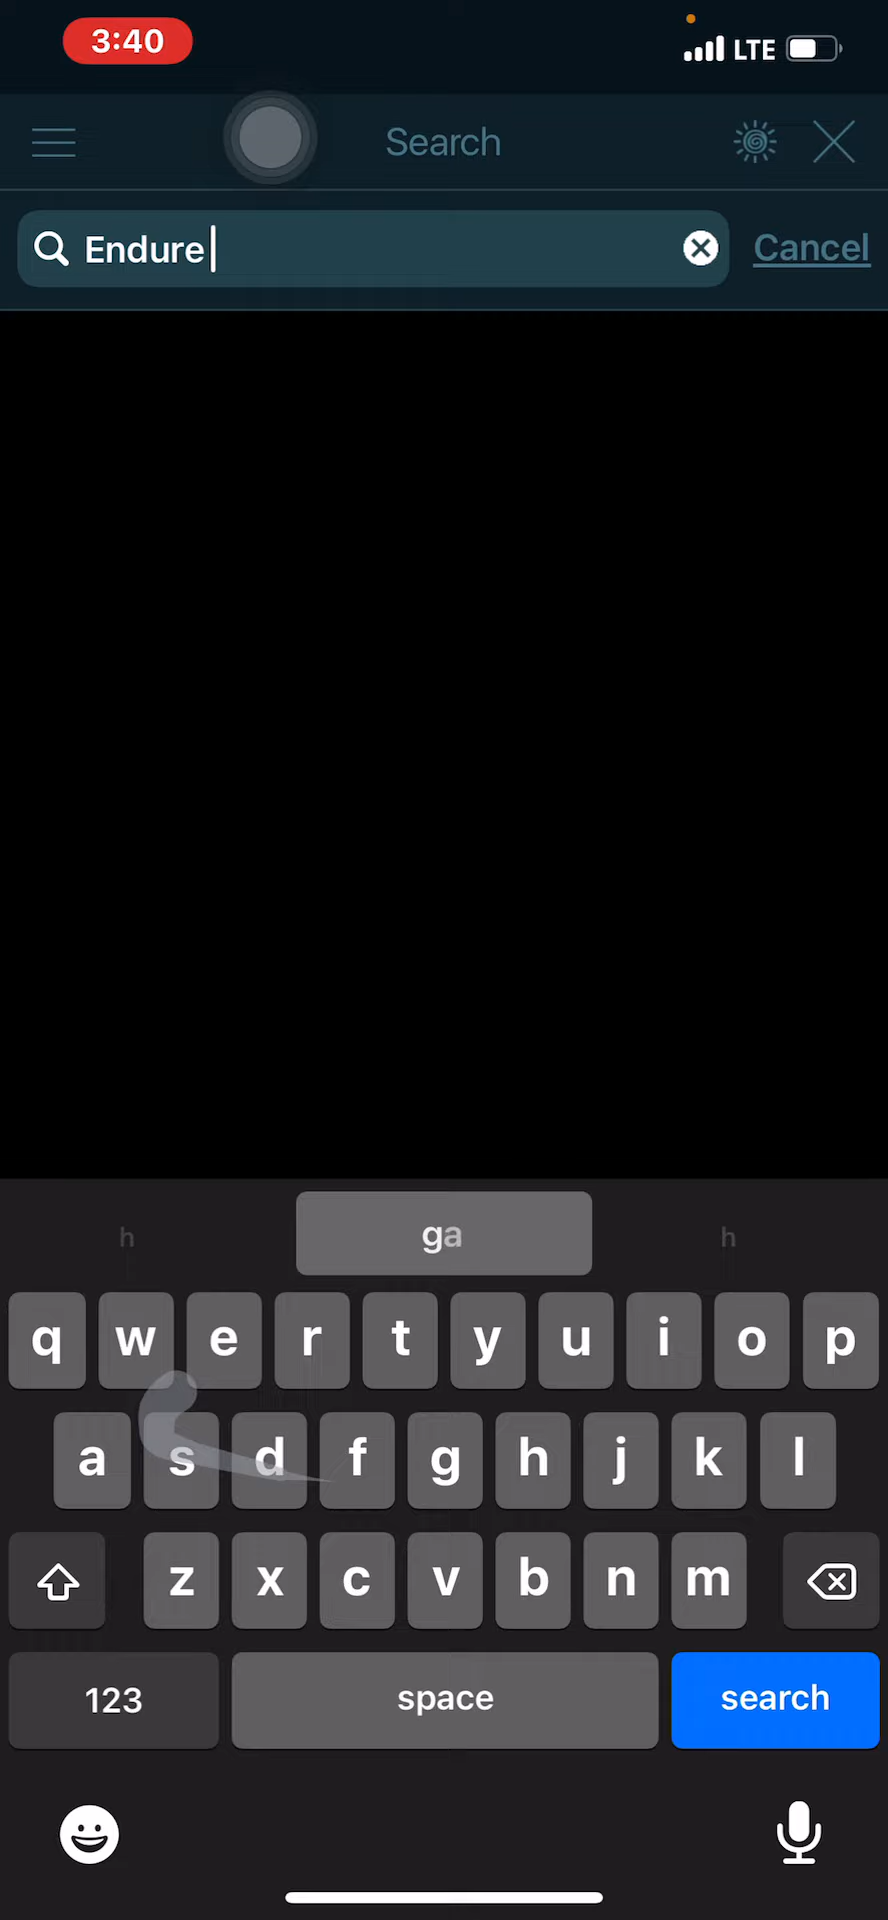 3:40 LTE
Search
Endure Cancel
h ga h
q w e r t y u i o p
a s d f g h j k l
z x c v b n m
123 space search